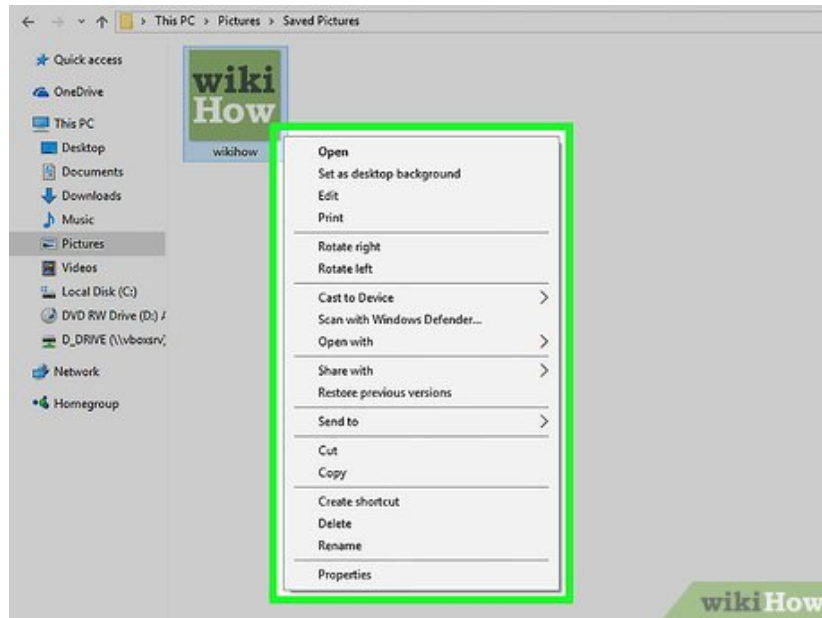 This PC > Pictures > Saved Pictures
Quick access
OneDrive
This PC
Desktop
Documents
Downloads
Music
Pictures
Videos
Local Disk (C:)
DVD RW Drive (D:)
D_DRIVE (\\vboxsrv)
Network
Homegroup
wiki
How
wikihow
Open
Set as desktop background
Edit
Print
Rotate right
Rotate left
Cast to Device
Scan with Windows Defender...
Open with
Share with
Restore previous versions
Send to
Cut
Copy
Create shortcut
Delete
Rename
Properties
wikiHow